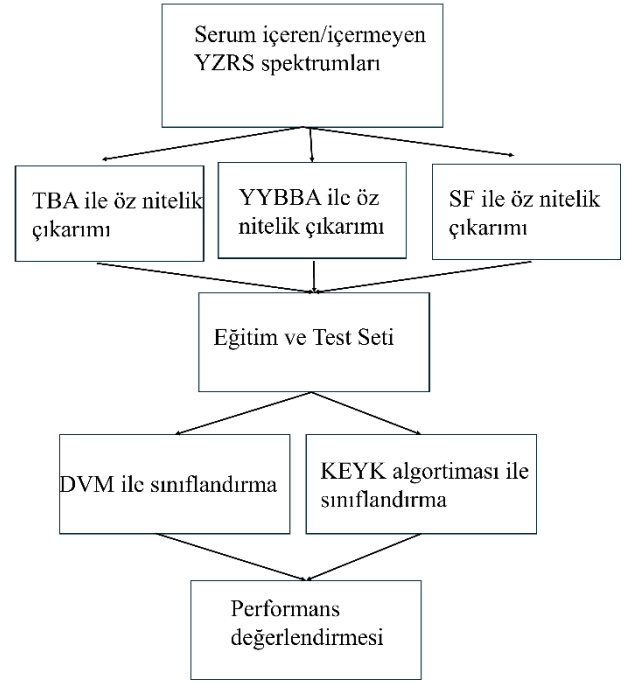 Serum içeren/içermeyen
YZRS spektrumları
TBA ile öz nitelik
çıkarımı
YYBBA ile öz
nitelik çıkarımı
SF ile öz nitelik
çıkarımı
Eğitim ve Test Seti
DVM ile sınıflandırma
KEYK algortiması ile
sınıflandırma
Performans
değerlendirmesi